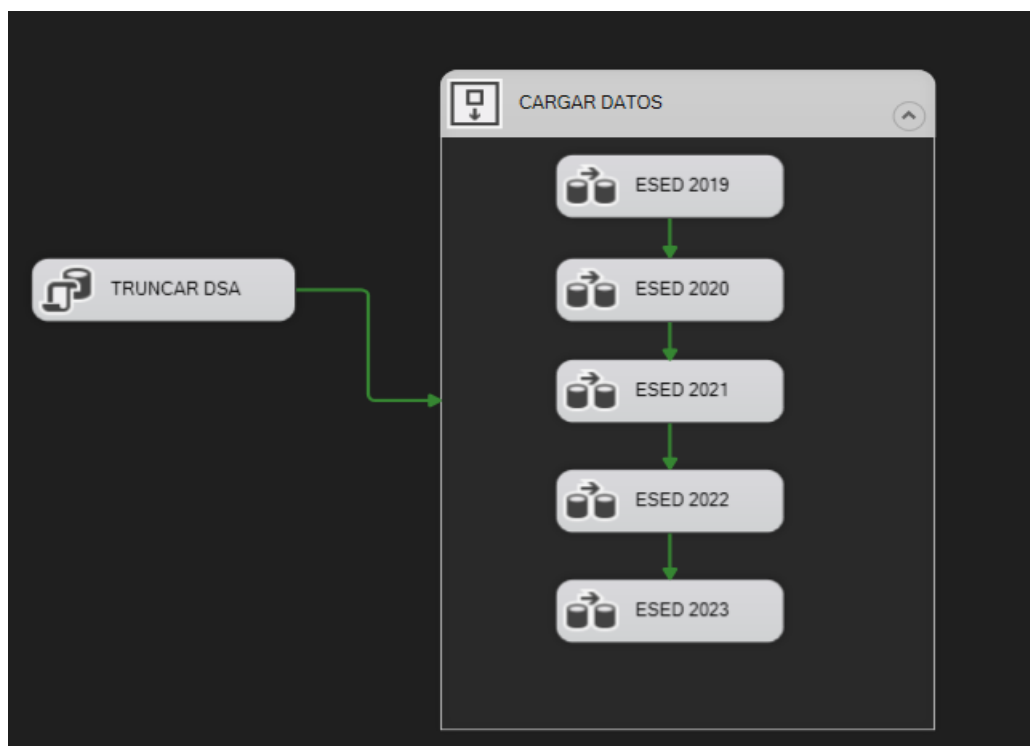 CARGAR DATOS
ESED 2019
TRUNCAR DSA
ESED 2020
ESED 2021
ESED 2022
ESED 2023